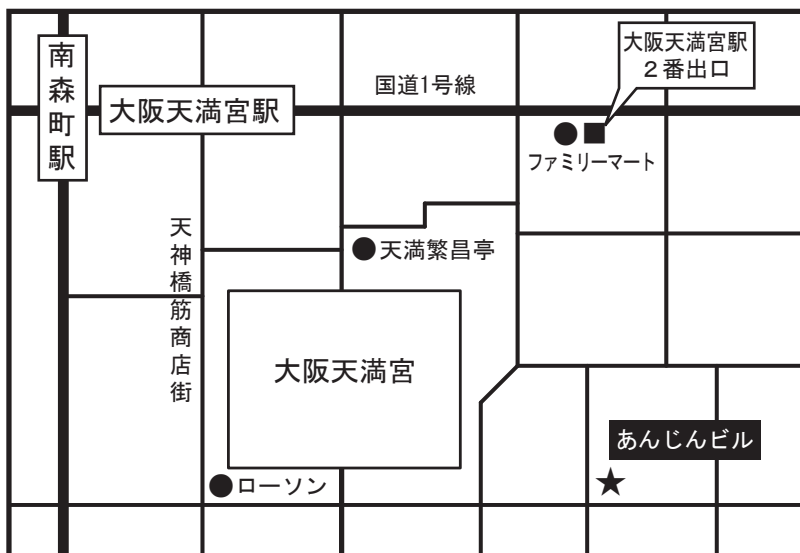 南森町駅
大阪天満宮駅
国道1号線
大阪天満宮駅
２番出口
ファミリーマート
天神橋筋商店街
天満繁昌亭
大阪天満宮
あんじんビル
ローソン